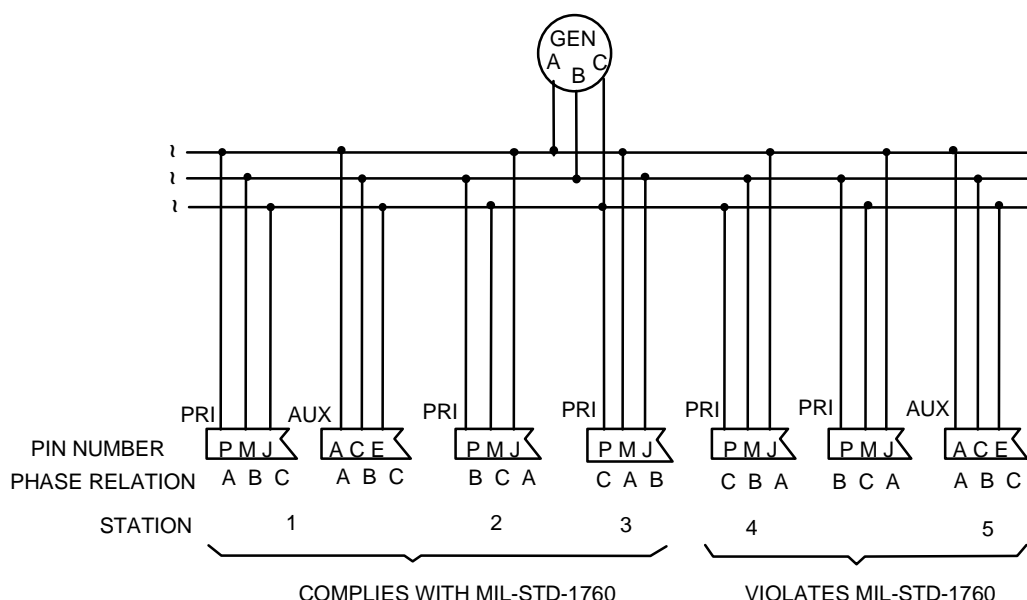 GEN
A
B
C
~
~
~
PRI AUX PRI PRI PRI PRI AUX
PIN NUMBER P M J A C E P M J P M J P M J P M J A C E
PHASE RELATION A B C A B C B C A C A B C B A B C A A B C
STATION 1 2 3 4 5
COMPLIES WITH MIL-STD-1760 VIOLATES MIL-STD-1760